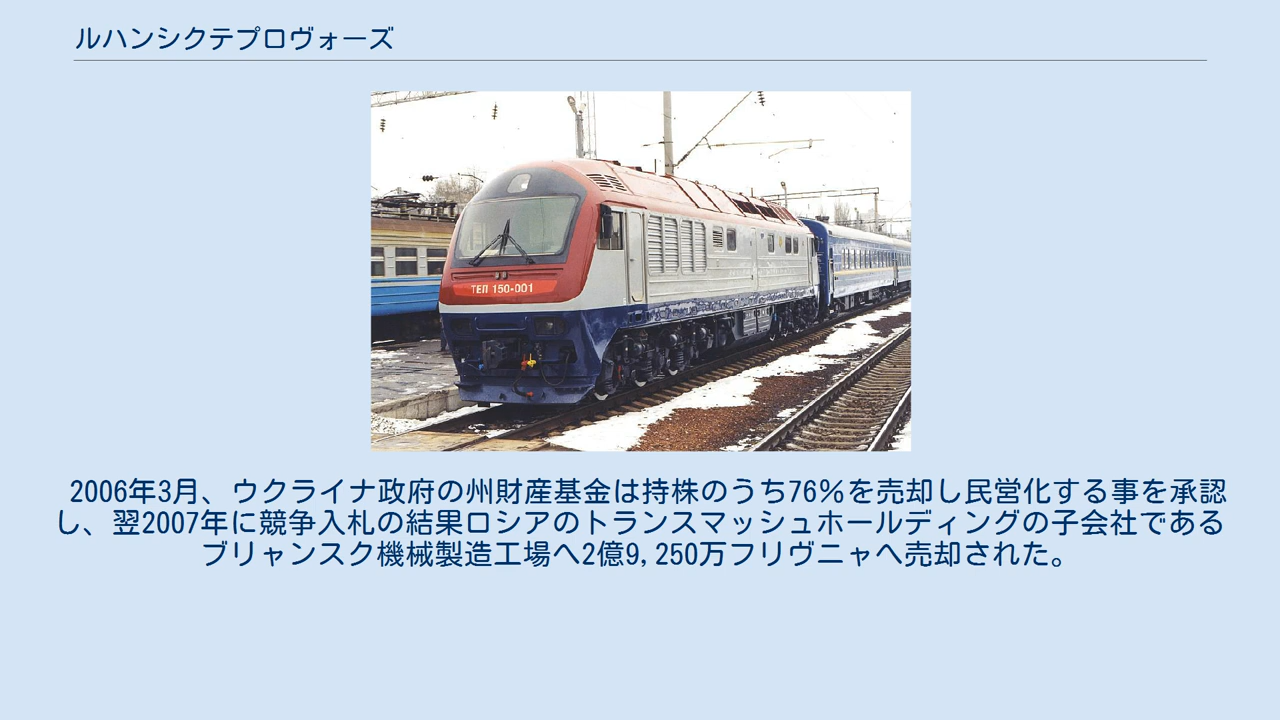 ルハンシクテプロヴォーズ
ТЕП 150-001
2006年3月、ウクライナ政府の州財産基金は持株のうち76%を売却し民営化する事を承認
し、翌2007年に競争入札の結果ロシアのトランスマッシュホールディングの子会社である
ブリャンスク機械製造工場へ2億9,250万フリヴニャへ売却された。